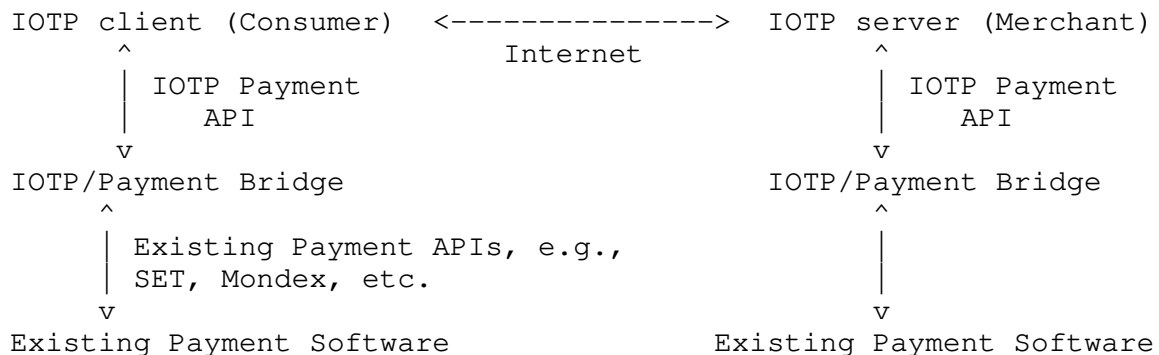 IOTP client (Consumer)  <--------------->  IOTP server (Merchant)
      ^                     Internet             ^
      | IOTP Payment                             | IOTP Payment
      |    API                                   |    API
      v                                          v
IOTP/Payment Bridge                        IOTP/Payment Bridge
     ^                                           ^
     | Existing Payment APIs, e.g.,              |
     | SET, Mondex, etc.                         |
     v                                           v
Existing Payment Software               Existing Payment Software